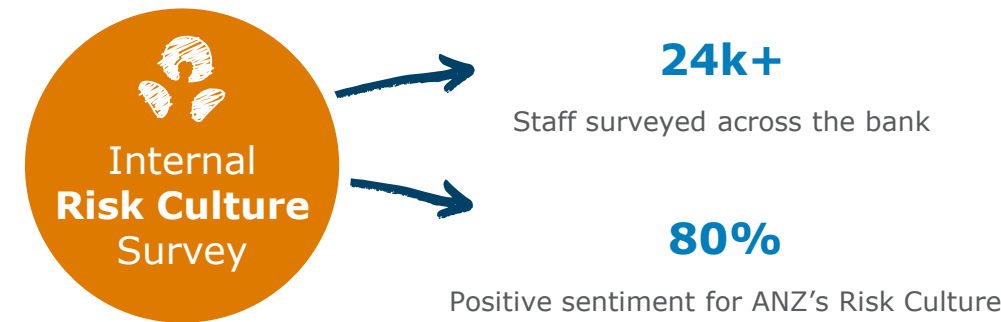 Internal
Risk Culture
Survey
24k+
Staff surveyed across the bank
80%
Positive sentiment for ANZ’s Risk Culture